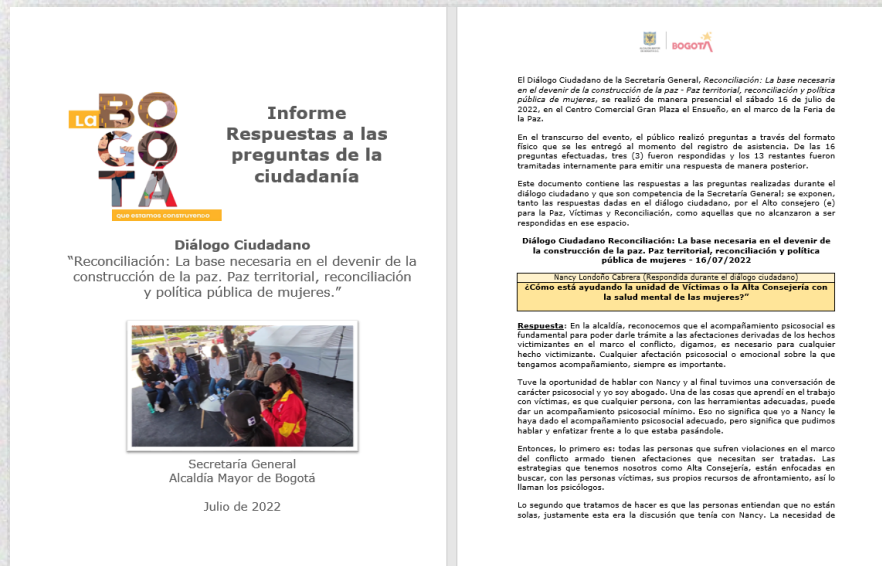 La
BO
GO
TÁ
que estamos construyendo
Informe
Respuestas a las
preguntas de la
ciudadanía
Diálogo Ciudadano
“Reconciliación: La base necesaria en el devenir de la
construcción de la paz. Paz territorial, reconciliación
y política pública de mujeres.”
Secretaría General
Alcaldía Mayor de Bogotá
Julio de 2022
BOGOTÁ
El Diálogo Ciudadano de la Secretaría General, Reconciliación: La base necesaria
en el devenir de la construcción de la paz - Paz territorial, reconciliación y política
pública de mujeres, se realizó de manera presencial el sábado 16 de julio de
2022, en el Centro Comercial Gran Plaza el Ensueño, en el marco de la Feria de
la Paz.
En el transcurso del evento, el público realizó preguntas a través del formato
físico que se les entregó al momento del registro de asistencia. De las 16
preguntas efectuadas, tres (3) fueron respondidas y los 13 restantes fueron
tramitadas internamente para emitir una respuesta de manera posterior.
Este documento contiene las respuestas a las preguntas realizadas durante el
diálogo ciudadano y que son competencia de la Secretaría General; se exponen,
tanto las respuestas dadas en el diálogo ciudadano, por el Alto consejero (e)
para la Paz, Víctimas y Reconciliación, como aquellas que no alcanzaron a ser
respondidas en ese espacio.
Diálogo Ciudadano Reconciliación: La base necesaria en el devenir de
la construcción de la paz. Paz territorial, reconciliación y política
pública de mujeres - 16/07/2022
Nancy Londoño Cabrera (Respondida durante el diálogo ciudadano)
¿Cómo está ayudando la unidad de Víctimas o la Alta Consejería con
la salud mental de las mujeres?”
Respuesta: En la alcaldía, reconocemos que el acompañamiento psicosocial es
fundamental para poder darle trámite a las afectaciones derivadas de los hechos
victimizantes en el marco el conflicto, digamos, es necesario para cualquier
hecho victimizante. Cualquier afectación psicosocial o emocional sobre la que
tengamos acompañamiento, siempre es importante.
Tuve la oportunidad de hablar con Nancy y al final tuvimos una conversación de
carácter psicosocial y yo soy abogado. Una de las cosas que aprendí en el trabajo
con víctimas, es que cualquier persona, con las herramientas adecuadas, puede
dar un acompañamiento psicosocial mínimo. Eso no significa que yo a Nancy le
haya dado el acompañamiento psicosocial adecuado, pero significa que pudimos
hablar y enfatizar frente a lo que estaba pasándole.
Entonces, lo primero es: todas las personas que sufren violaciones en el marco
del conflicto armado tienen afectaciones que necesitan ser tratadas. Las
estrategias que tenemos nosotros como Alta Consejería, están enfocadas en
buscar, con las personas víctimas, sus propios recursos de afrontamiento, así lo
llaman los psicólogos.
Lo segundo que tratamos de hacer es que las personas entiendan que no están
solas, justamente esta era la discusión que tenía con Nancy. La necesidad de